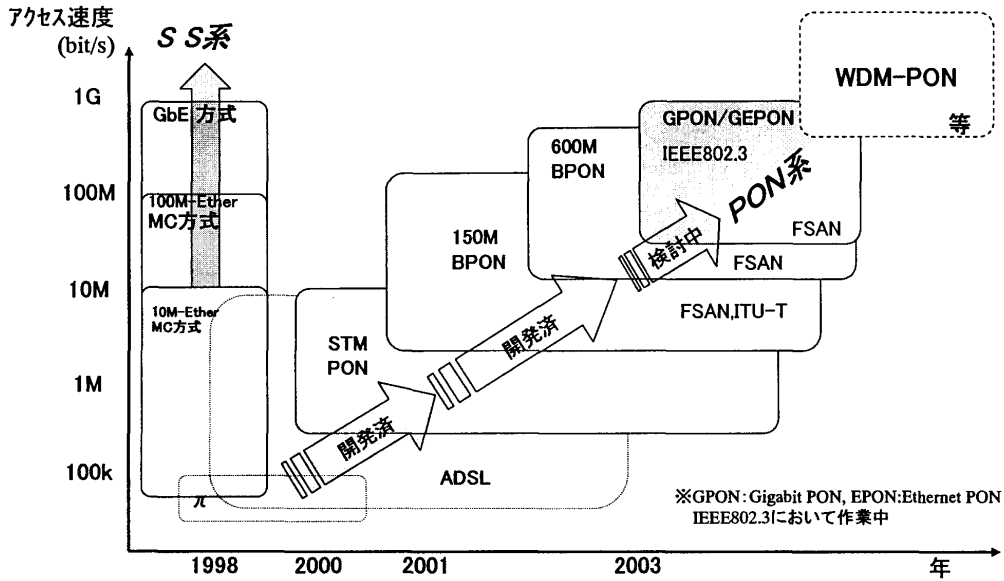 アクセス速度
(bit/s)
SS系
1G
100M
10M
1M
100k
GbE 方式
100M-Ether
MC方式
10M-Ether
MC方式
π
STM
PON
ADSL
150M
BPON
600M
BPON
GPON/GEPON
IEEE802.3
PON系
WDM-PON
等
FSAN
FSAN
FSAN,ITU-T
検討中
開発済
開発済
※GPON:Gigabit PON, EPON:Ethernet PON
IEEE802.3において作業中
1998
2000
2001
2003
年